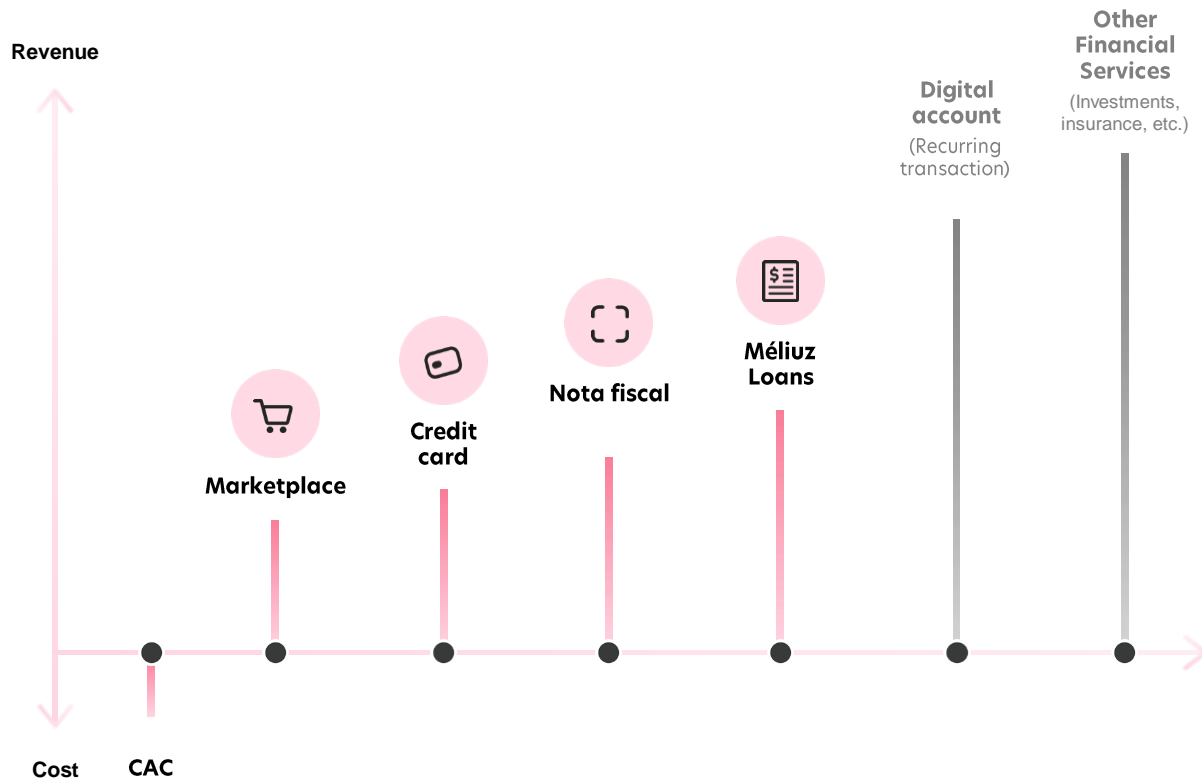 Revenue
Other
Financial
Services
(Investments,
insurance, etc.)
Digital
account
(Recurring
transaction)
$
Méliuz
Loans
Nota fiscal
Credit
card
Marketplace
Cost
CAC